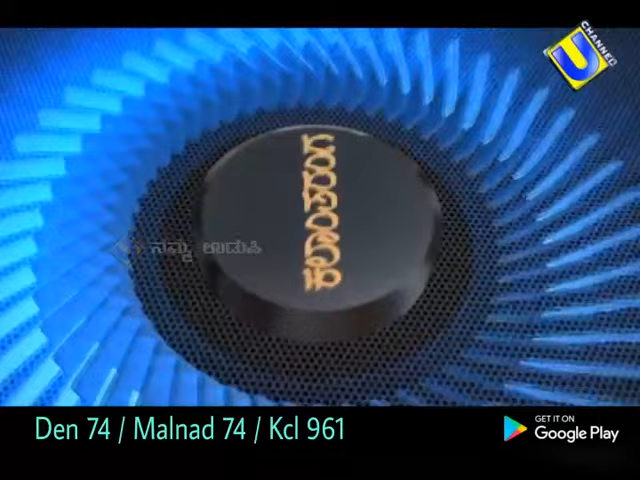 U
CHANNEL
ನಮ್ಮ ಉಡುಪಿ
Den 74 / Malnad 74 / Kcl 961
GET IT ON
Google Play